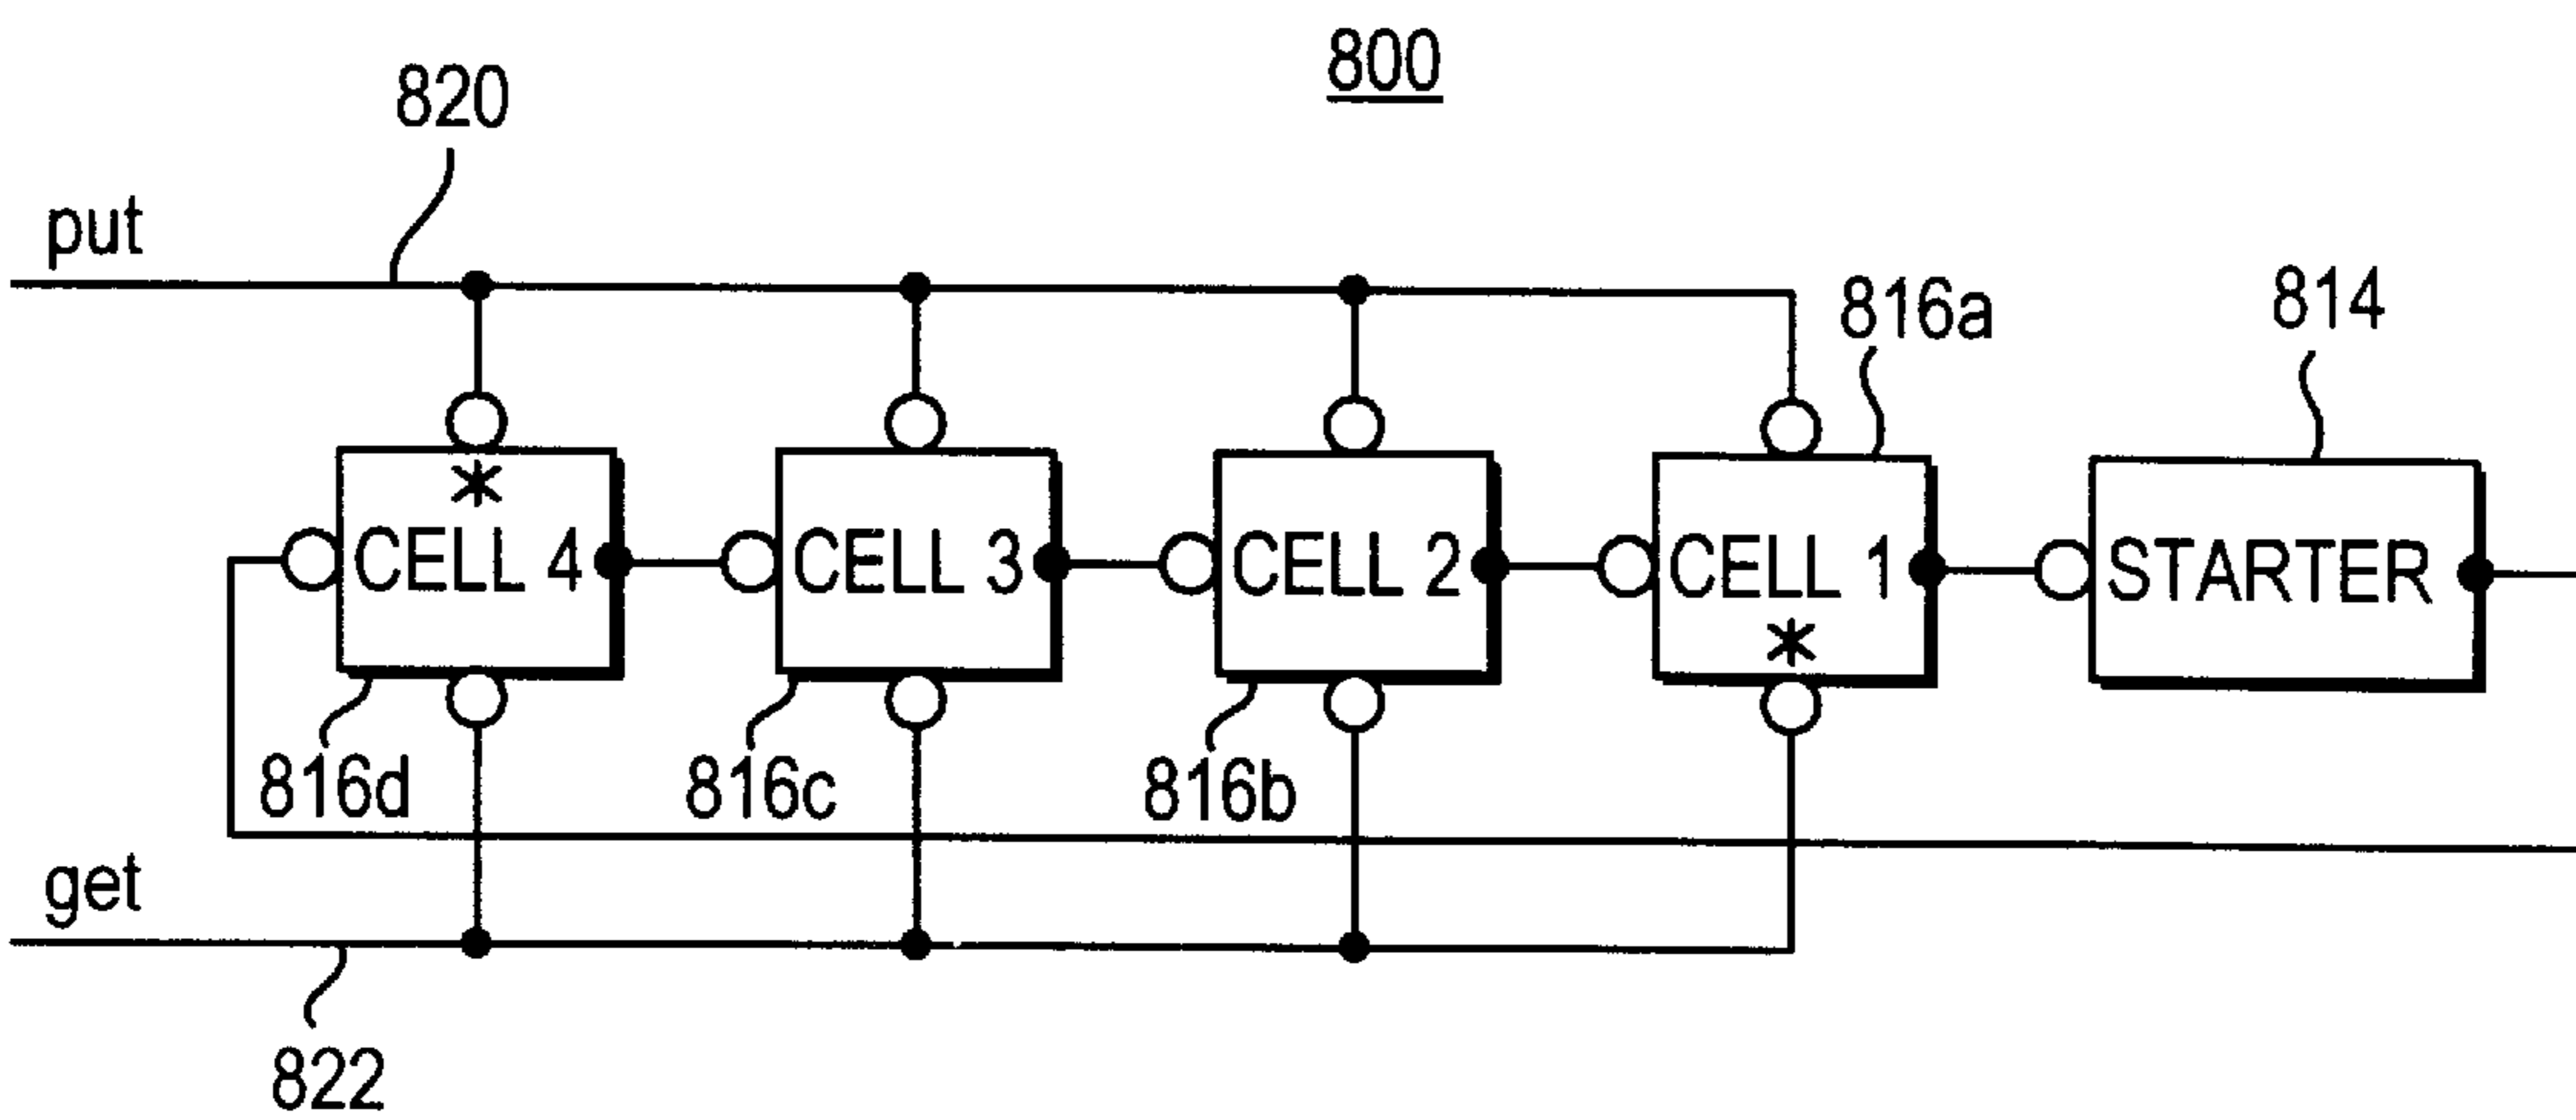 800
820
put
816a
814
*
CELL 4
CELL 3
CELL 2
CELL 1
STARTER
*
816d
816c
816b
get
822